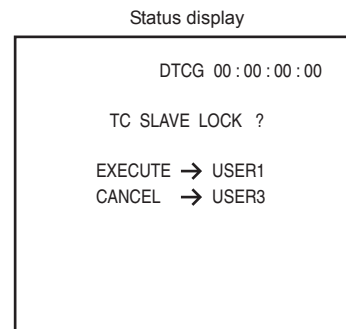 Status display
DTCG 00 : 00 : 00 : 00
TC SLAVE LOCK ?
EXECUTE → USER1
CANCEL → USER3